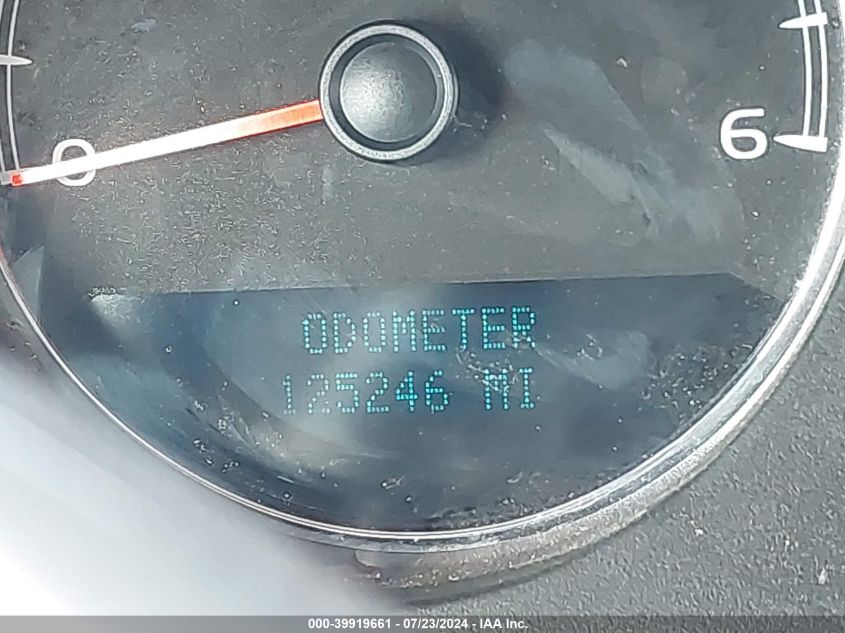 0
6
ODOMETER
125246 MI
000-39919661 - 07/23/2024 - IAA Inc.